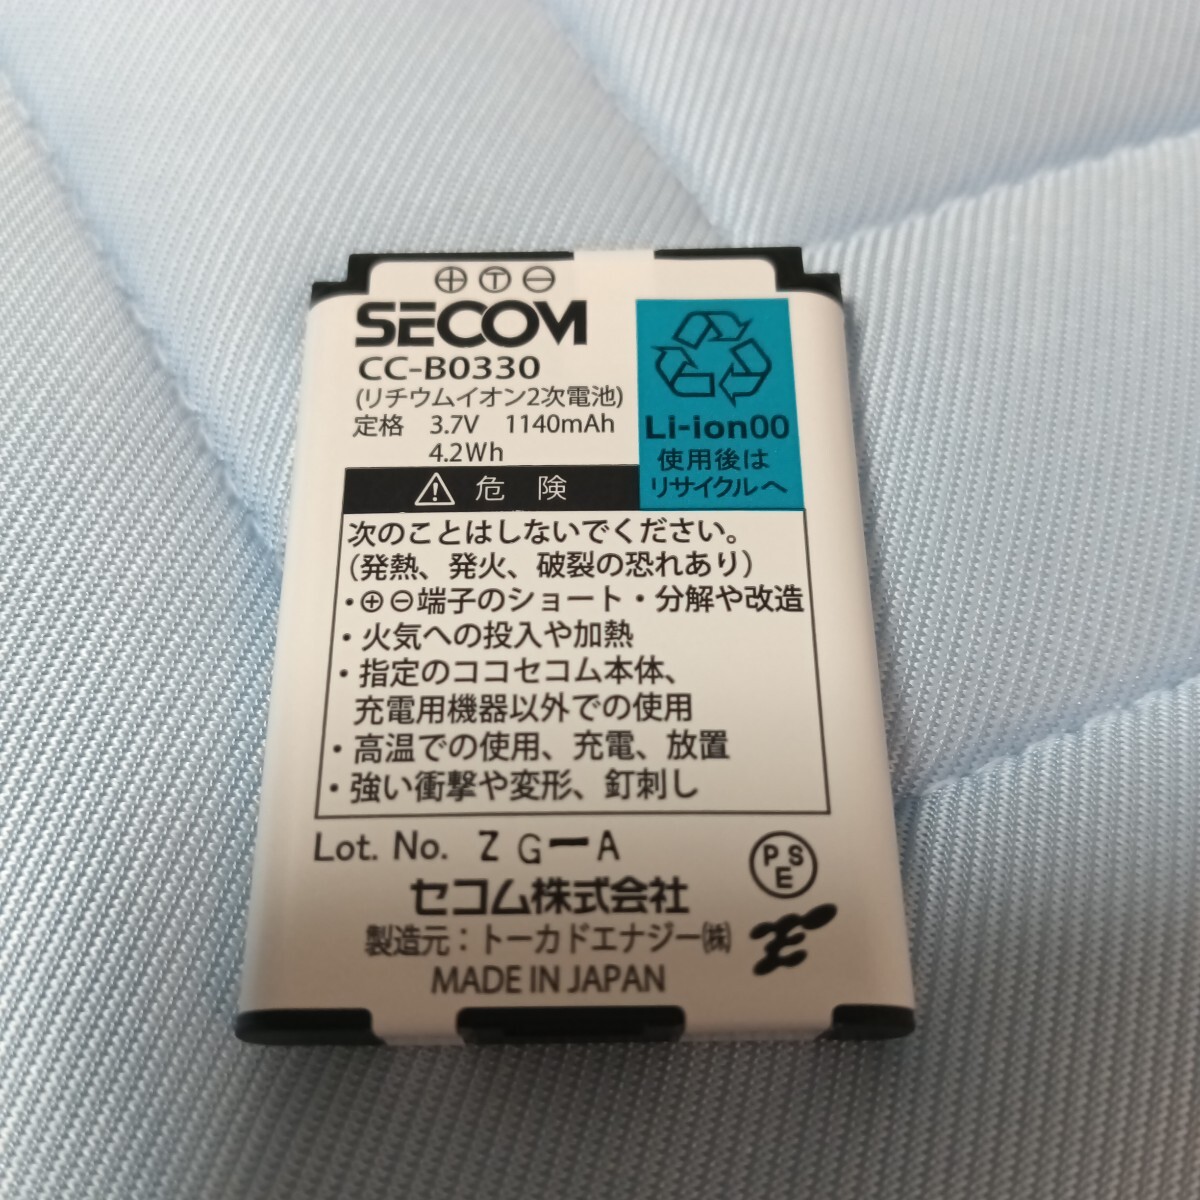 ⊕ Ⓣ ⊖
SECOM
CC-B0330
(リチウムイオン2次電池)
定格 3.7V 1140mAh
4.2Wh
Li-ion00
使用後は
リサイクルへ
危 険
次のことはしないでください。
(発熱、発火、破裂の恐れあり)
・⊕⊖端子のショート・分解や改造
・火気への投入や加熱
・指定のココセコム本体、
充電用機器以外での使用
・高温での使用、充電、放置
・強い衝撃や変形、釘刺し
Lot. No. Z G－A
PSE
セコム株式会社
製造元：トーカドエナジー㈱
MADE IN JAPAN